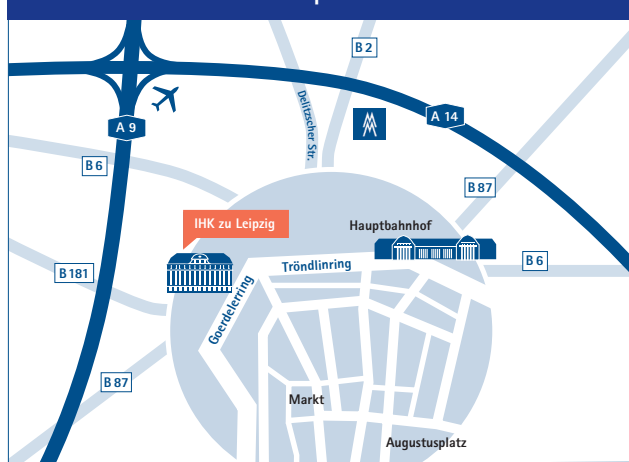 B 2
Delitzscher Str.
A 9
A 14
B 6
B 87
IHK zu Leipzig
Hauptbahnhof
B 181
Tröndlinring
B 6
Goerdelerring
B 87
Markt
Augustusplatz